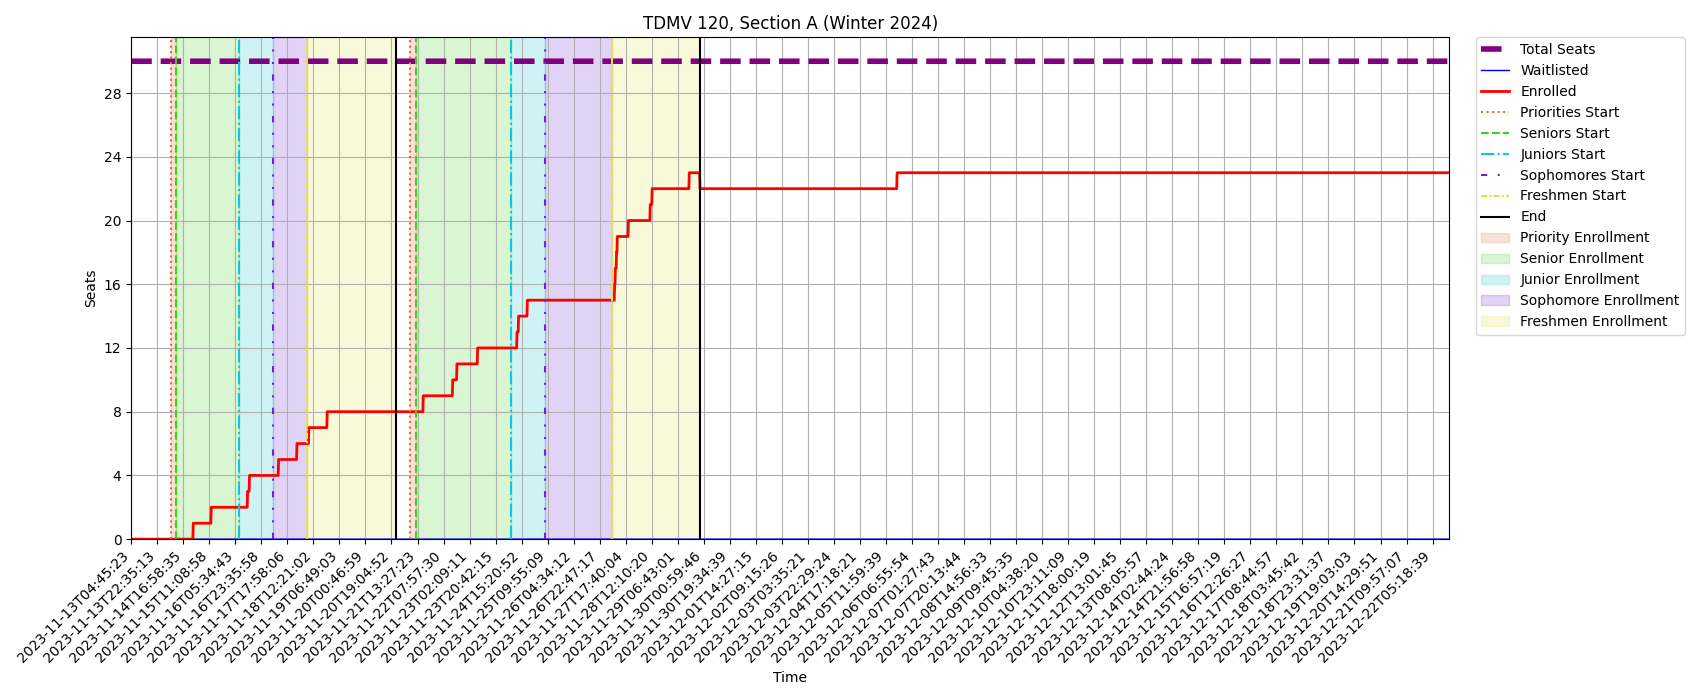 TDMV 120, Section A (Winter 2024)
Seats
28
24
20
16
12
8
4
0
2023-11-13T04:45:23
2023-11-13T22:35:13
2023-11-14T16:58:35
2023-11-15T11:08:58
2023-11-16T05:34:43
2023-11-16T23:35:58
2023-11-17T17:58:06
2023-11-18T12:21:02
2023-11-19T06:49:03
2023-11-20T00:46:59
2023-11-20T19:04:52
2023-11-21T13:27:23
2023-11-22T07:57:30
2023-11-23T02:09:11
2023-11-23T20:42:15
2023-11-24T15:20:52
2023-11-25T09:55:09
2023-11-26T04:34:12
2023-11-26T22:47:17
2023-11-27T17:40:04
2023-11-28T12:10:20
2023-11-29T06:43:01
2023-11-30T00:59:46
2023-11-30T19:34:39
2023-12-01T14:27:15
2023-12-02T09:15:26
2023-12-03T03:35:21
2023-12-03T22:29:24
2023-12-04T17:18:21
2023-12-05T11:59:39
2023-12-06T06:55:54
2023-12-07T01:27:43
2023-12-07T20:13:44
2023-12-08T14:56:33
2023-12-09T09:45:35
2023-12-10T04:38:20
2023-12-10T23:11:09
2023-12-11T18:00:19
2023-12-12T13:01:45
2023-12-13T08:05:57
2023-12-14T02:44:24
2023-12-14T21:56:58
2023-12-15T16:57:19
2023-12-16T12:26:27
2023-12-17T08:44:57
2023-12-18T03:45:42
2023-12-18T23:31:37
2023-12-19T19:03:03
2023-12-20T14:29:51
2023-12-21T09:57:07
2023-12-22T05:18:39
Time
Total Seats
Waitlisted
Enrolled
Priorities Start
Seniors Start
Juniors Start
Sophomores Start
Freshmen Start
End
Priority Enrollment
Senior Enrollment
Junior Enrollment
Sophomore Enrollment
Freshmen Enrollment